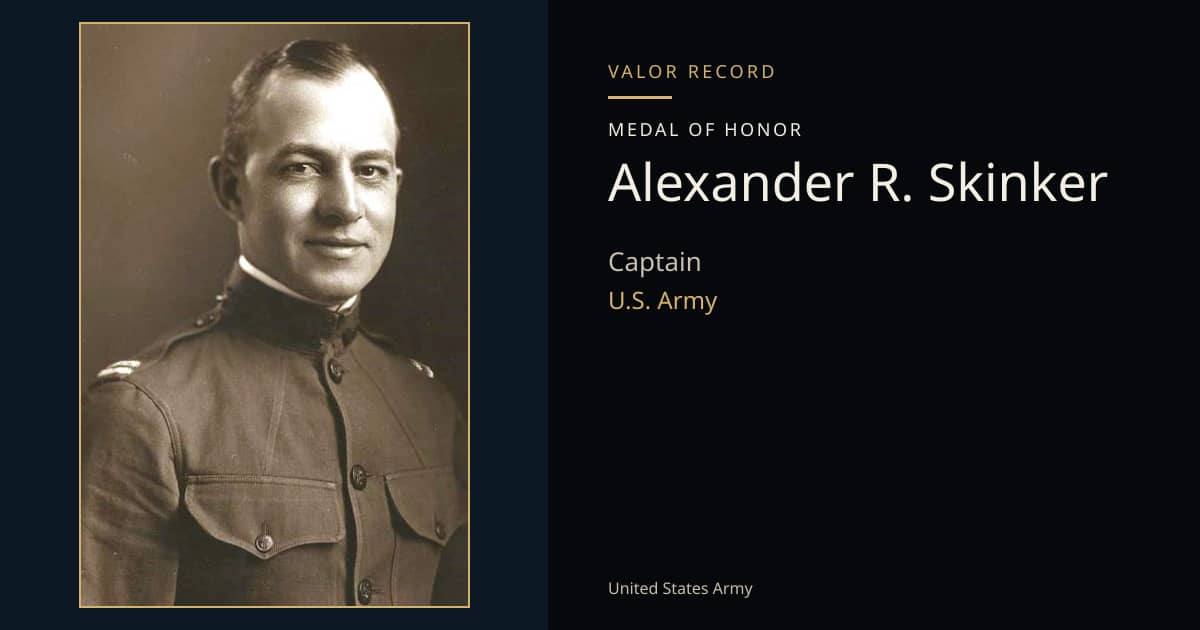 VALOR RECORD
MEDAL OF HONOR
Alexander R. Skinker
Captain
U.S. Army
United States Army